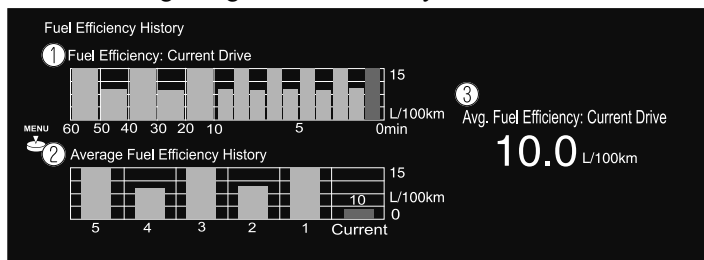 Fuel Efficiency History
1 Fuel Efficiency: Current Drive
15
L/100km
60 50 40 30 20 10 5 0min
MENU
2 Average Fuel Efficiency History
15
L/100km
10
0
5 4 3 2 1 Current
3
Avg. Fuel Efficiency: Current Drive
10.0 L/100km